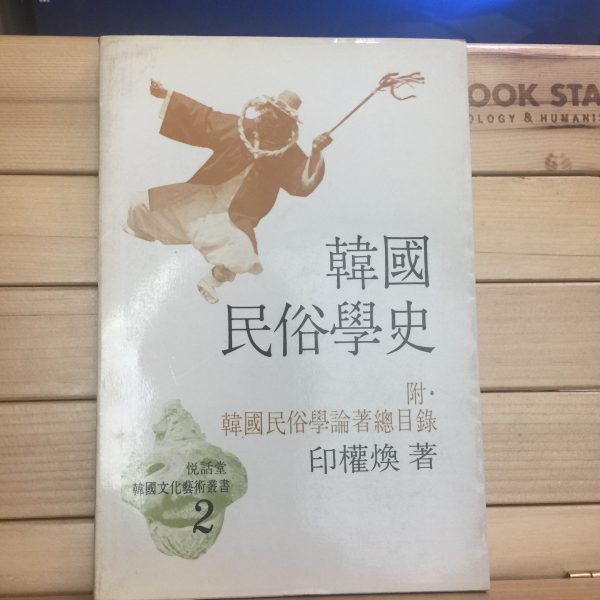 OOK STA
OLOGY & HUMANIS
韓國
民俗學史
附·
韓國民俗學論著總目錄
印權煥 著
悅話堂
韓國文化藝術叢書
2